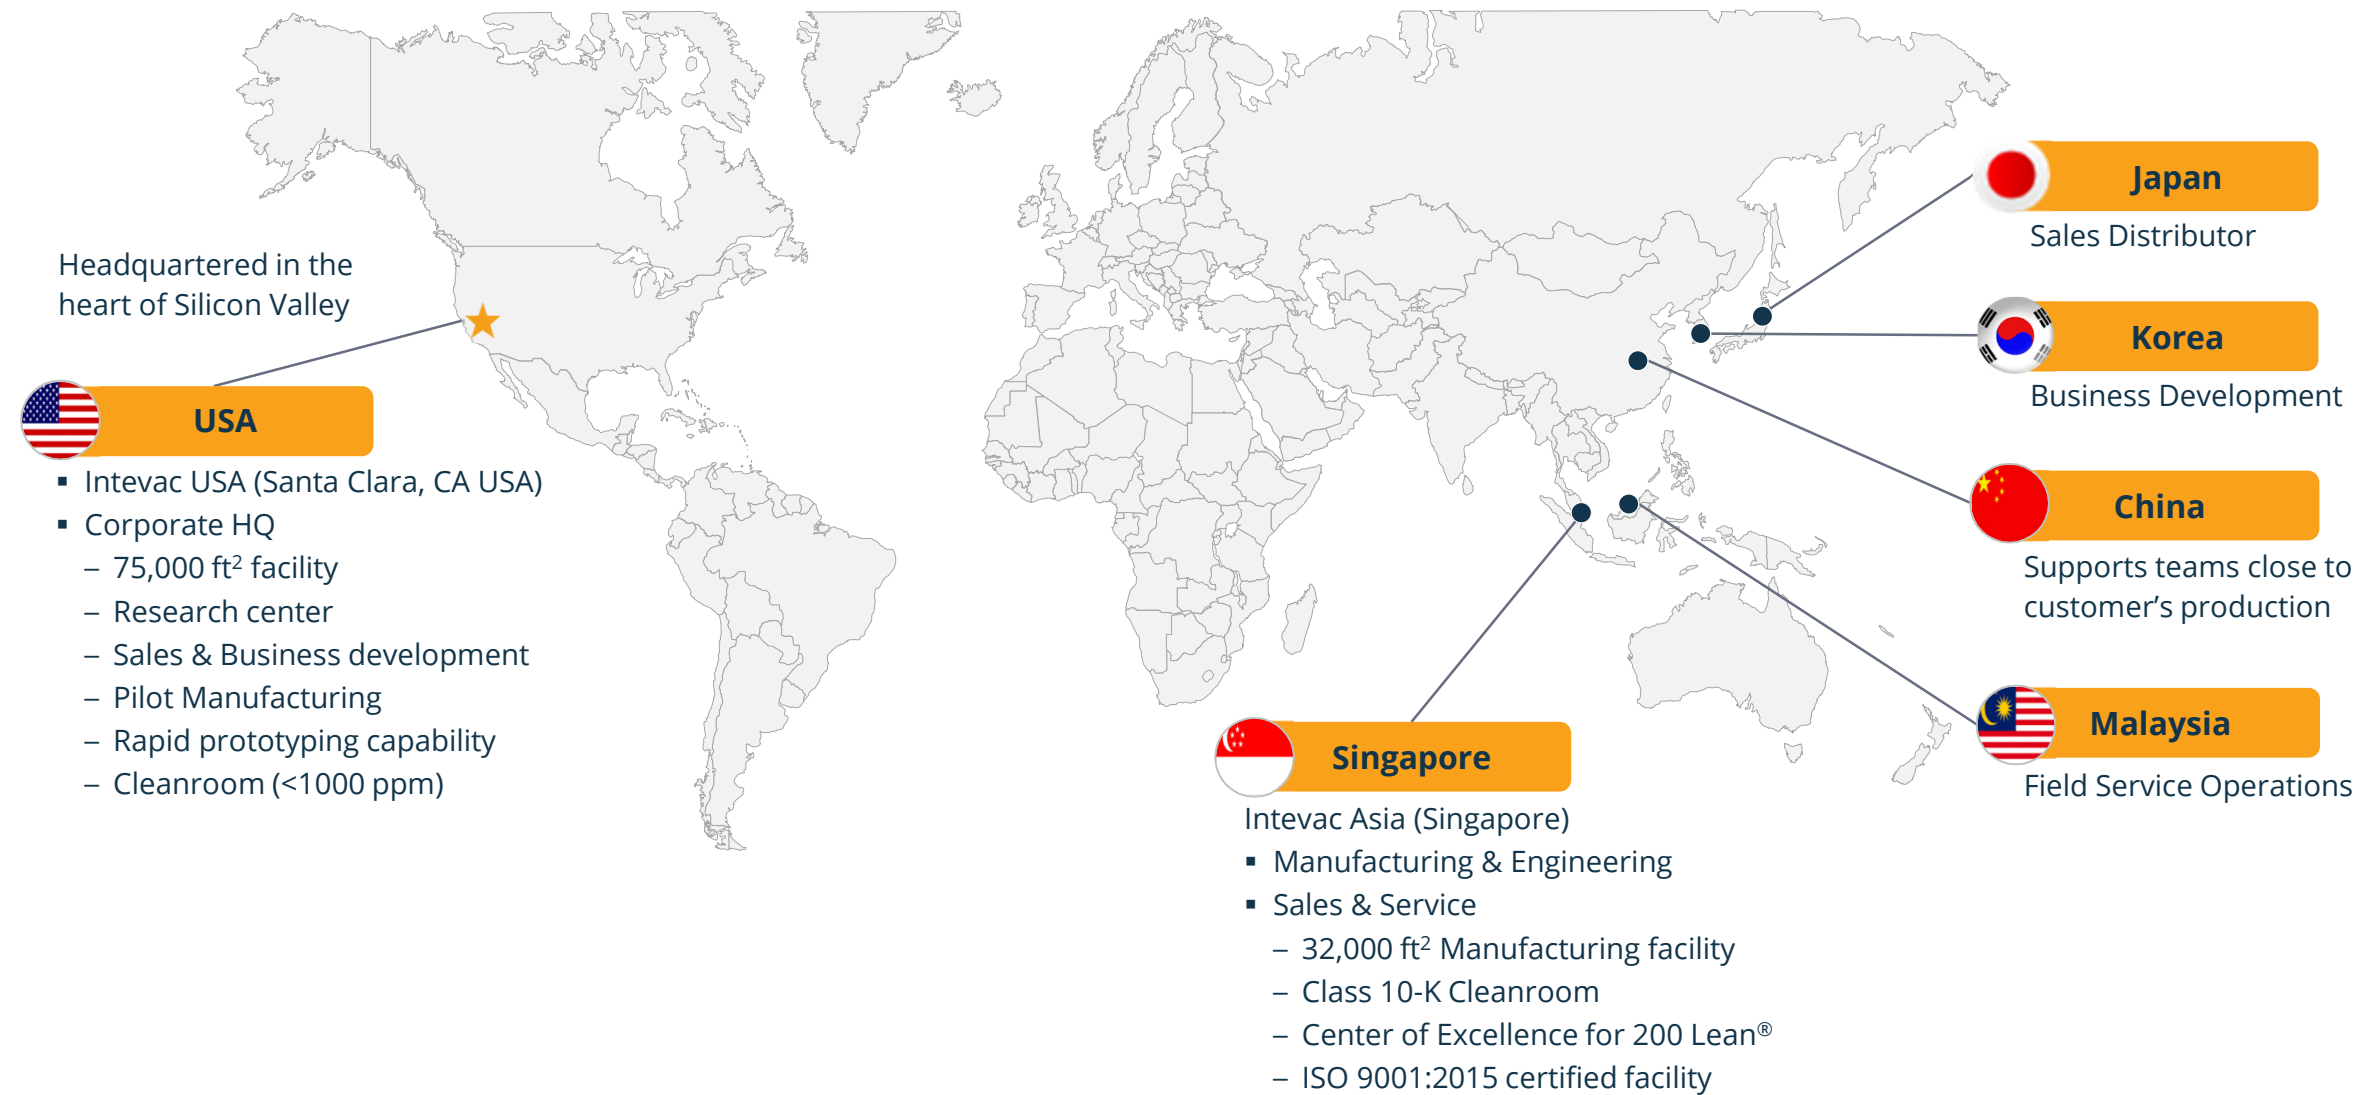 Headquartered in the
heart of Silicon Valley
USA
▪ Intevac USA (Santa Clara, CA USA)
▪ Corporate HQ
– 75,000 ft² facility
– Research center
– Sales & Business development
– Pilot Manufacturing
– Rapid prototyping capability
– Cleanroom (<1000 ppm)
Japan
Sales Distributor
Korea
Business Development
China
Supports teams close to
customer’s production
Malaysia
Field Service Operations
Singapore
Intevac Asia (Singapore)
▪ Manufacturing & Engineering
▪ Sales & Service
– 32,000 ft² Manufacturing facility
– Class 10-K Cleanroom
– Center of Excellence for 200 Lean®
– ISO 9001:2015 certified facility